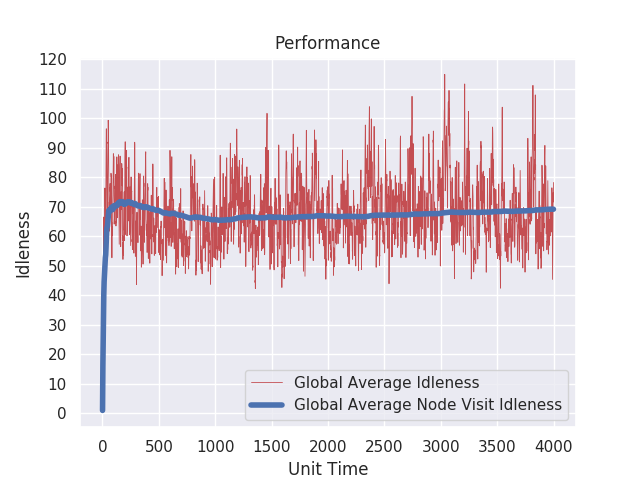 Performance
120
110
100
90
80
70
60
50
40
30
20
10
0
Idleness
Global Average Idleness
Global Average Node Visit Idleness
0 500 1000 1500 2000 2500 3000 3500 4000
Unit Time